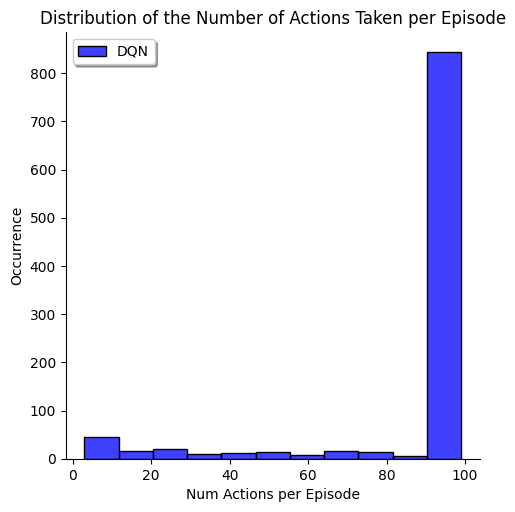 Distribution of the Number of Actions Taken per Episode
DQN
800
700
600
500
400
300
200
100
0
Occurrence
0 20 40 60 80 100
Num Actions per Episode